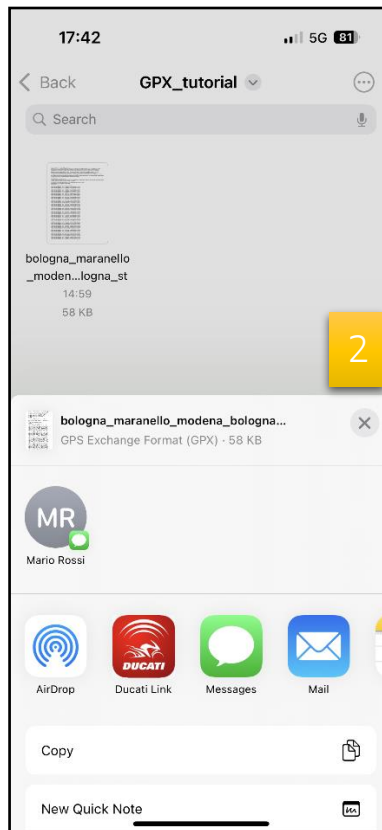 17:42
5G 81
Back
GPX_tutorial
Search
bologna_maranello
_moden...logna_st
14:59
58 KB
2
bologna_maranello_modena_bologna...
GPS Exchange Format (GPX) · 58 KB
MR
Mario Rossi
DUCATI
AirDrop
Ducati Link
Messages
Mail
Copy
New Quick Note